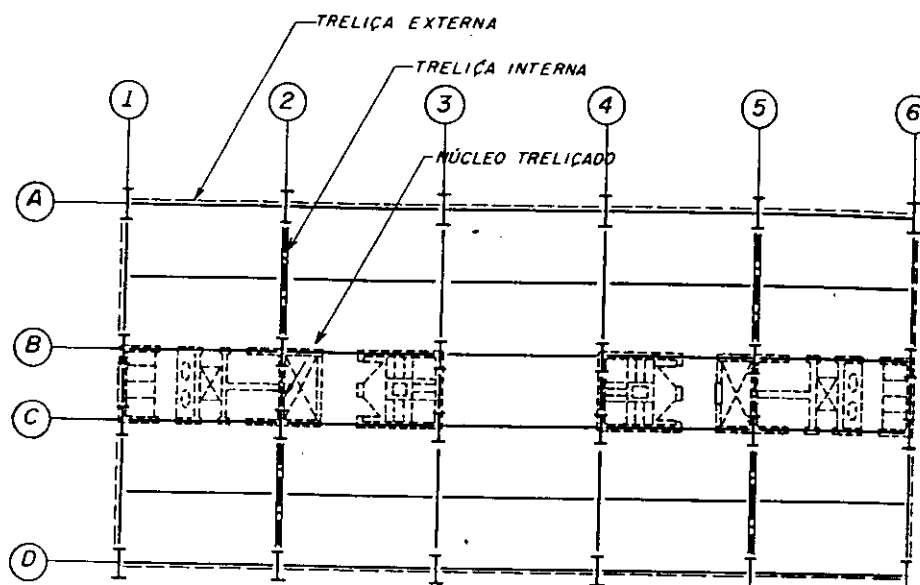 TRELIÇA EXTERNA
TRELIÇA INTERNA
1
2
3
4
5
6
NÚCLEO TRELIÇADO
A
B
C
D